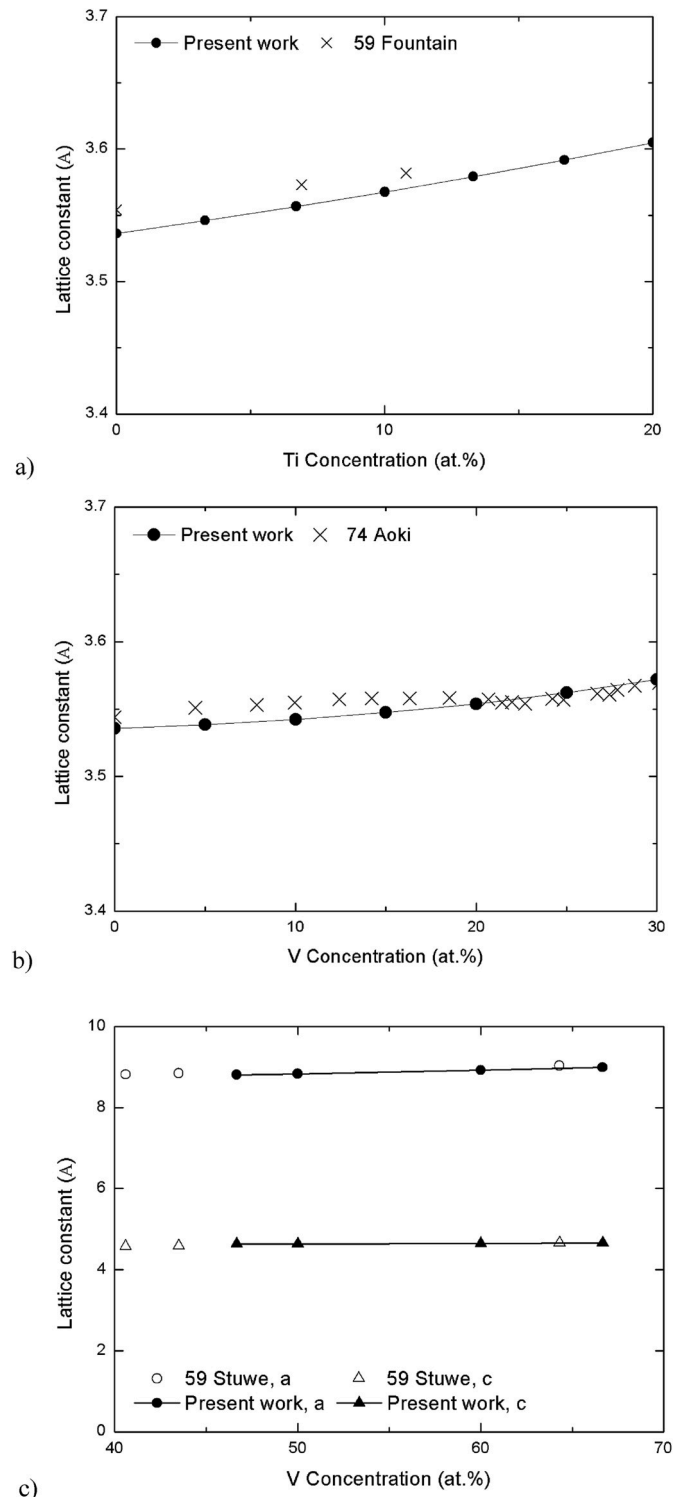 3.7
Present work 59 Fountain
3.6
3.5
3.4
0 10 20
Lattice constant (A)
Ti Concentration (at.%)
a)
3.7
Present work 74 Aoki
3.6
3.5
3.4
0 10 20 30
Lattice constant (A)
V Concentration (at.%)
b)
10
8
6
4
2
0
59 Stuwe, a 59 Stuwe, c
Present work, a Present work, c
40 50 60 70
Lattice constant (A)
V Concentration (at.%)
c)